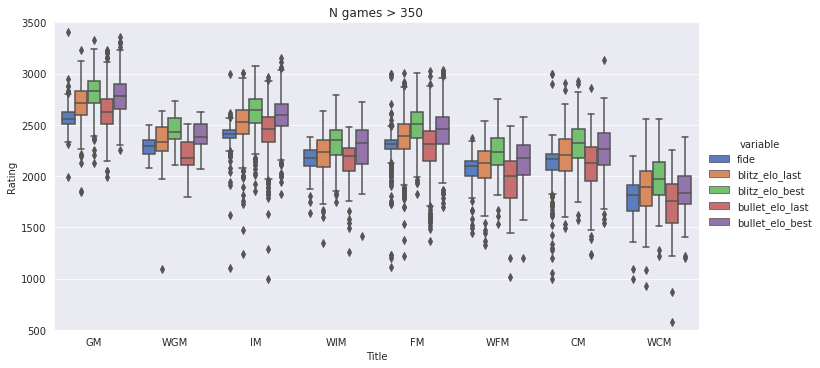 N games > 350
Rating
3500
3000
2500
2000
1500
1000
500
GM WGM IM WIM FM WFM CM WCM
Title
variable
fide
blitz_elo_last
blitz_elo_best
bullet_elo_last
bullet_elo_best